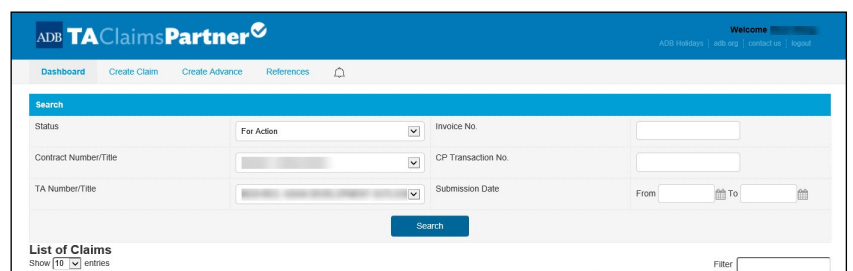 ADB TAClaimsPartner
Welcome
ADB Holidays | adb.org | contact us | logout
Dashboard Create Claim Create Advance References
Search
Status For Action Invoice No.
Contract Number/Title CP Transaction No.
TA Number/Title Submission Date From To
Search
List of Claims
Show 10 entries Filter